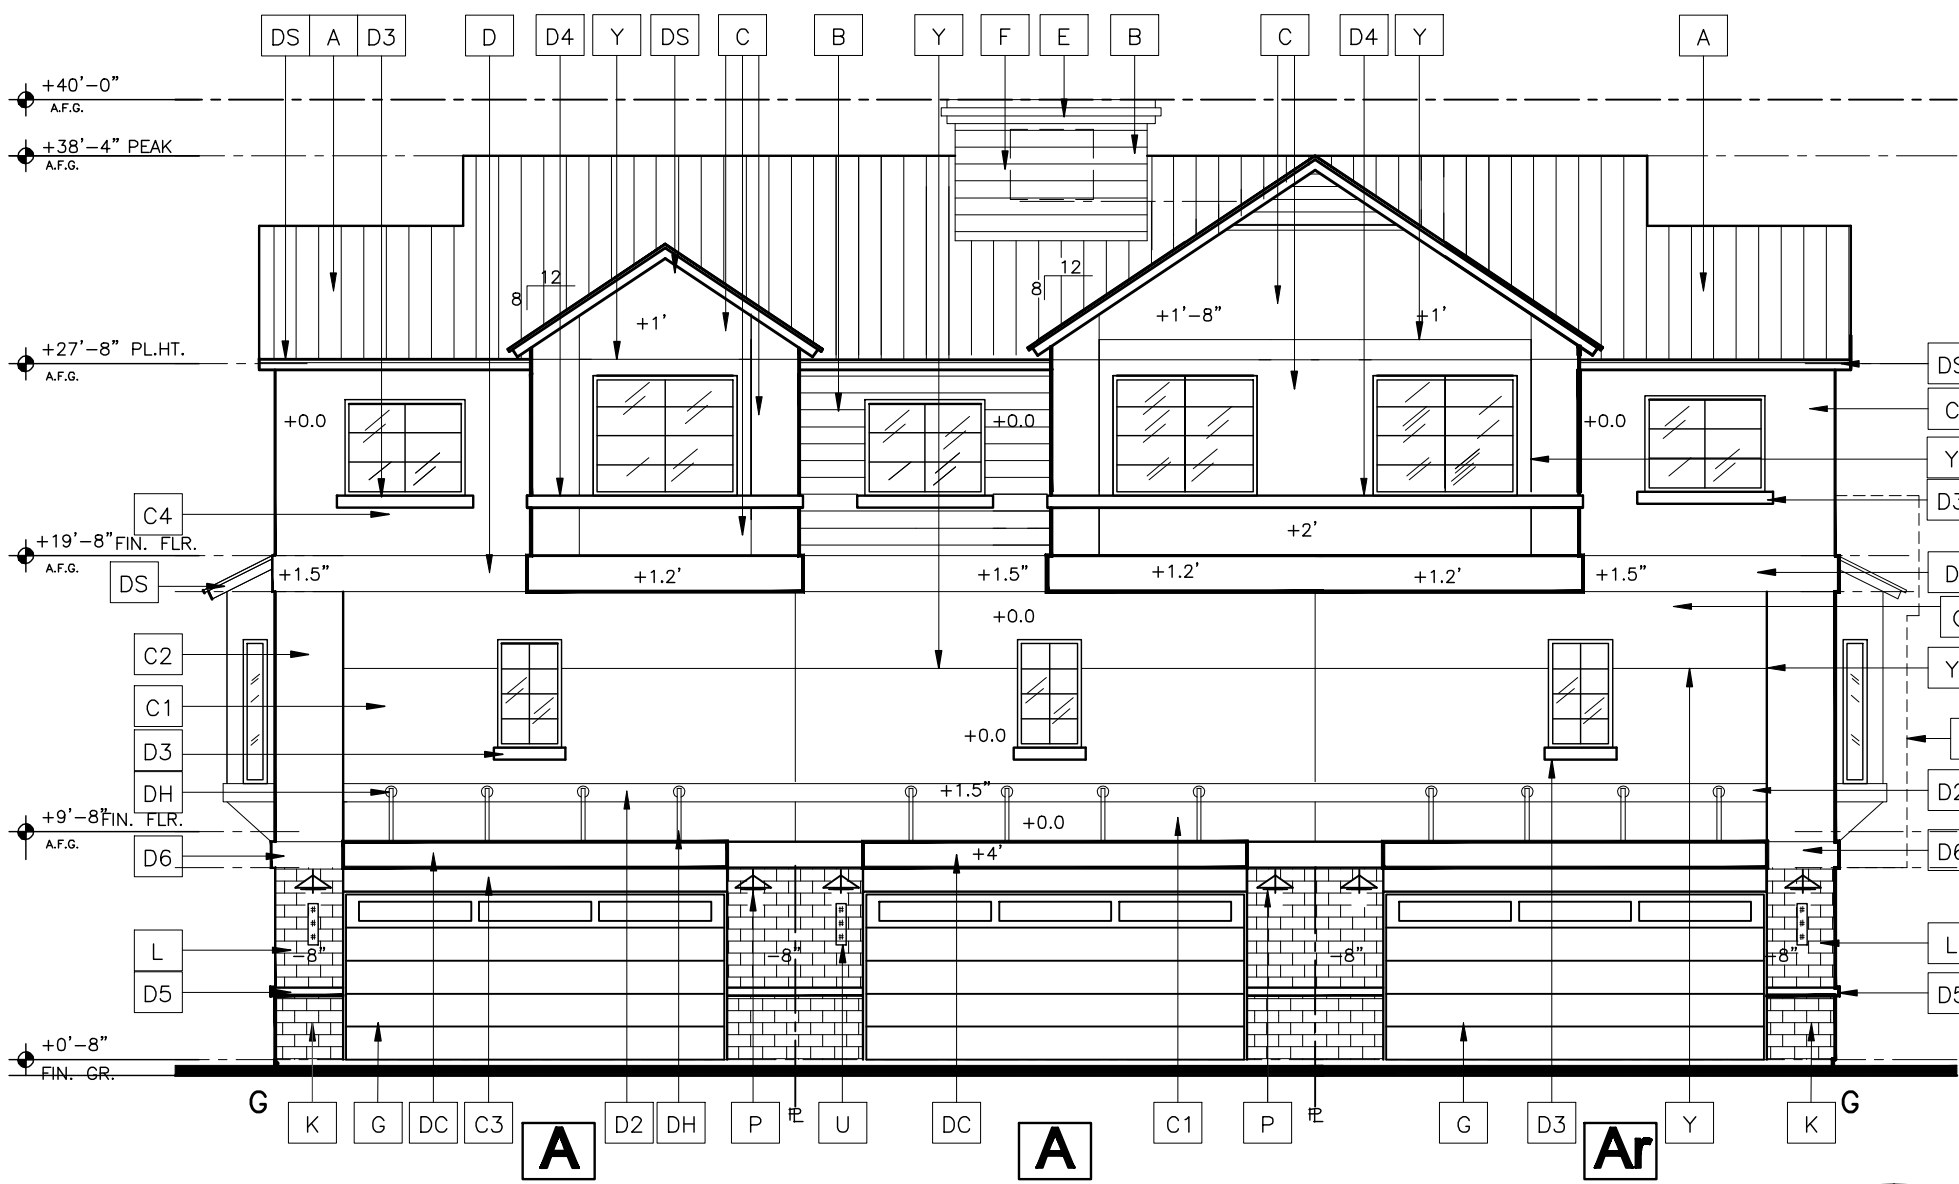 DS A D3 D D4 Y DS C B Y F E B C D4 Y A
+40'-0"
A.F.G.
+38'-4" PEAK
A.F.G.
12
8
12
8
+1'
+1'-8"
+1'
+27'-8" PL.HT.
A.F.G.
DS
C
+0.0
+0.0
+0.0
Y
D3
C4
+2'
+19'-8" FIN. FLR.
A.F.G.
DS
+1.5"
+1.2'
+1.5"
+1.2'
+1.2'
+1.5"
D
+0.0
C2
Y
C1
+0.0
D3
DH
+1.5"
D2
+9'-8" FIN. FLR.
A.F.G.
+0.0
D6
+4'
D6
L
-8"
-8"
-8"
-8"
L
D5
D5
+0'-8"
FIN. GR.
G
G
K G DC C3 D2 DH P PL U DC C1 P PL G D3 Y K
A A Ar